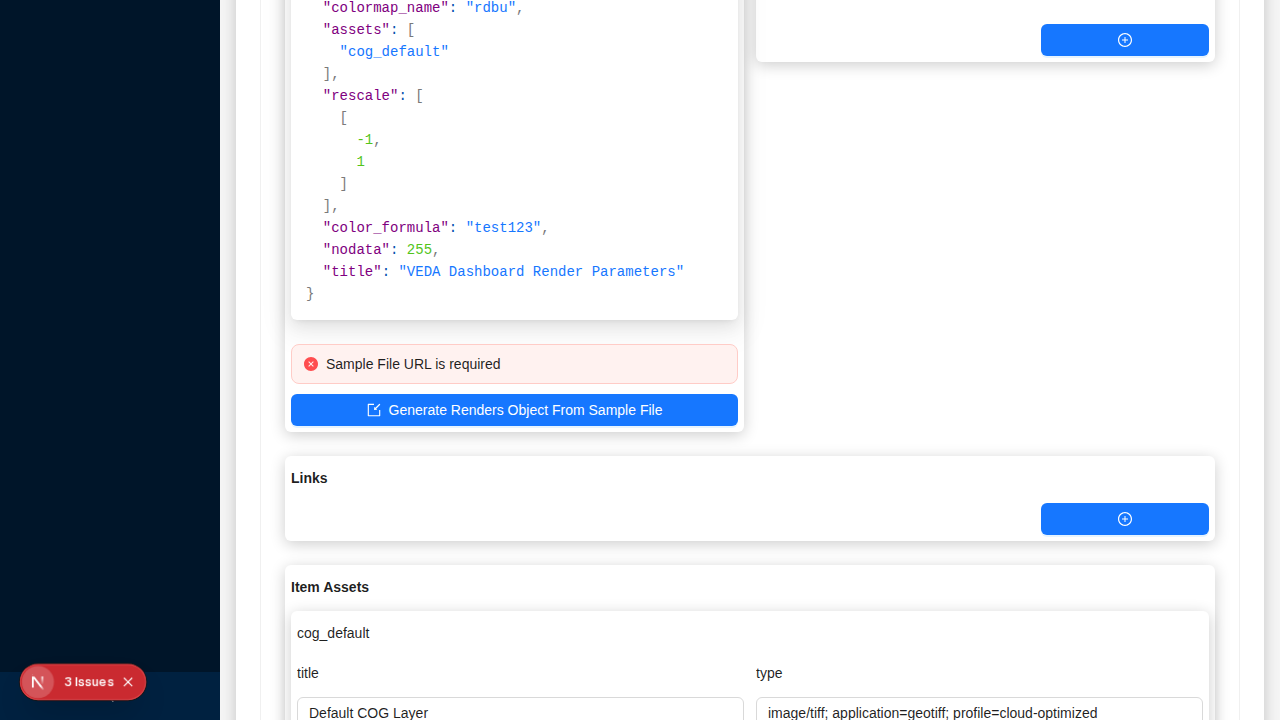 "colormap_name": "rdbu",
"assets": [
"cog_default"
],
"rescale": [
[
-1,
1
]
],
"color_formula": "test123",
"nodata": 255,
"title": "VEDA Dashboard Render Parameters"
}
Sample File URL is required
Generate Renders Object From Sample File
Links
Item Assets
cog_default
title
type
Default COG Layer
image/tiff; application=geotiff; profile=cloud-optimized
N 3 Issues